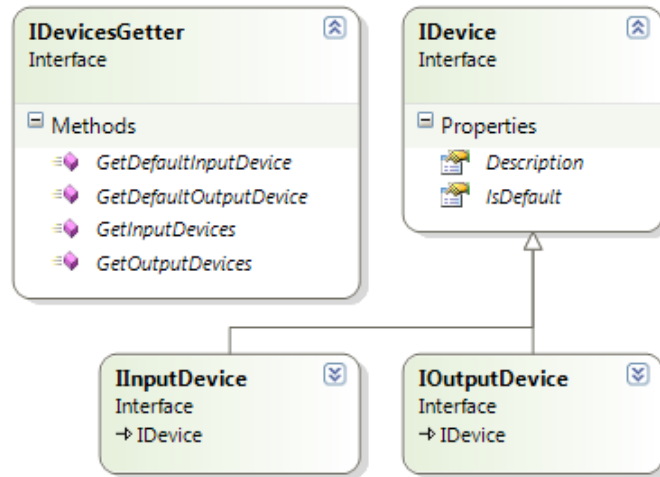 IDevicesGetter
Interface
Methods
GetDefaultInputDevice
GetDefaultOutputDevice
GetInputDevices
GetOutputDevices
IDevice
Interface
Properties
Description
IsDefault
IInputDevice
Interface
IDevice
IOutputDevice
Interface
IDevice